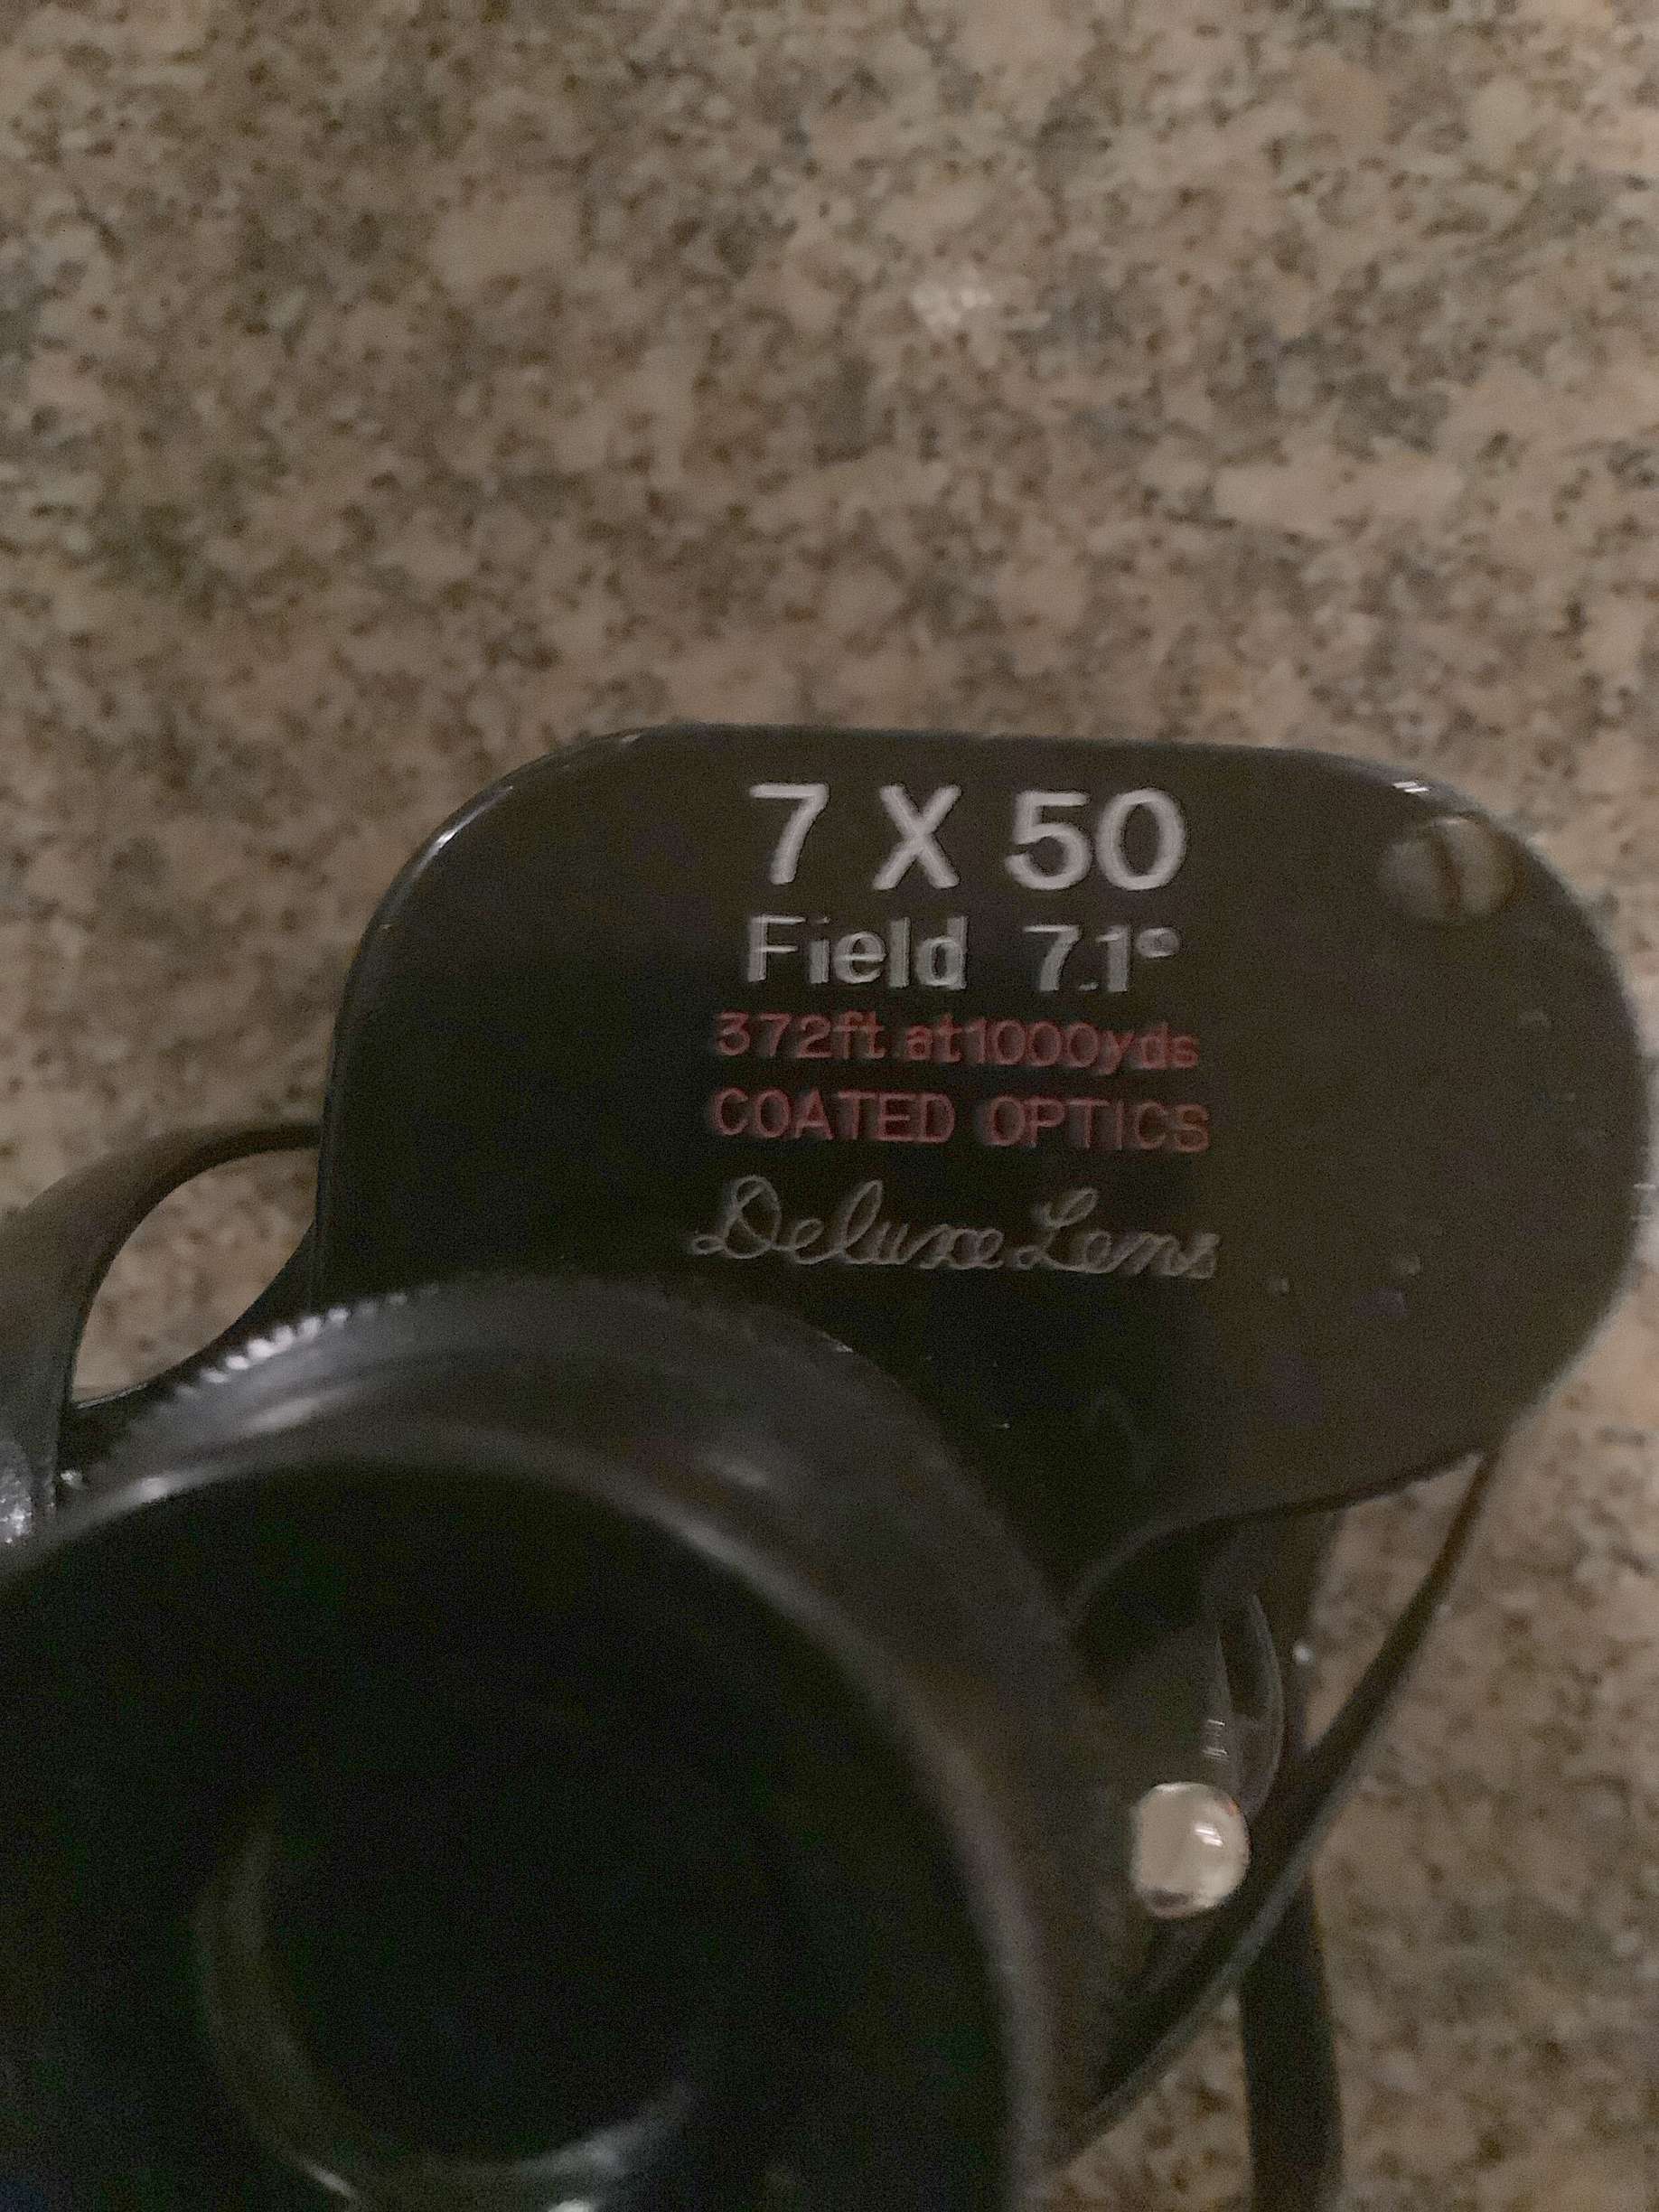 7 X 50
Field 7.1°
372ft at 1000yds
COATED OPTICS
Deluxe Lens